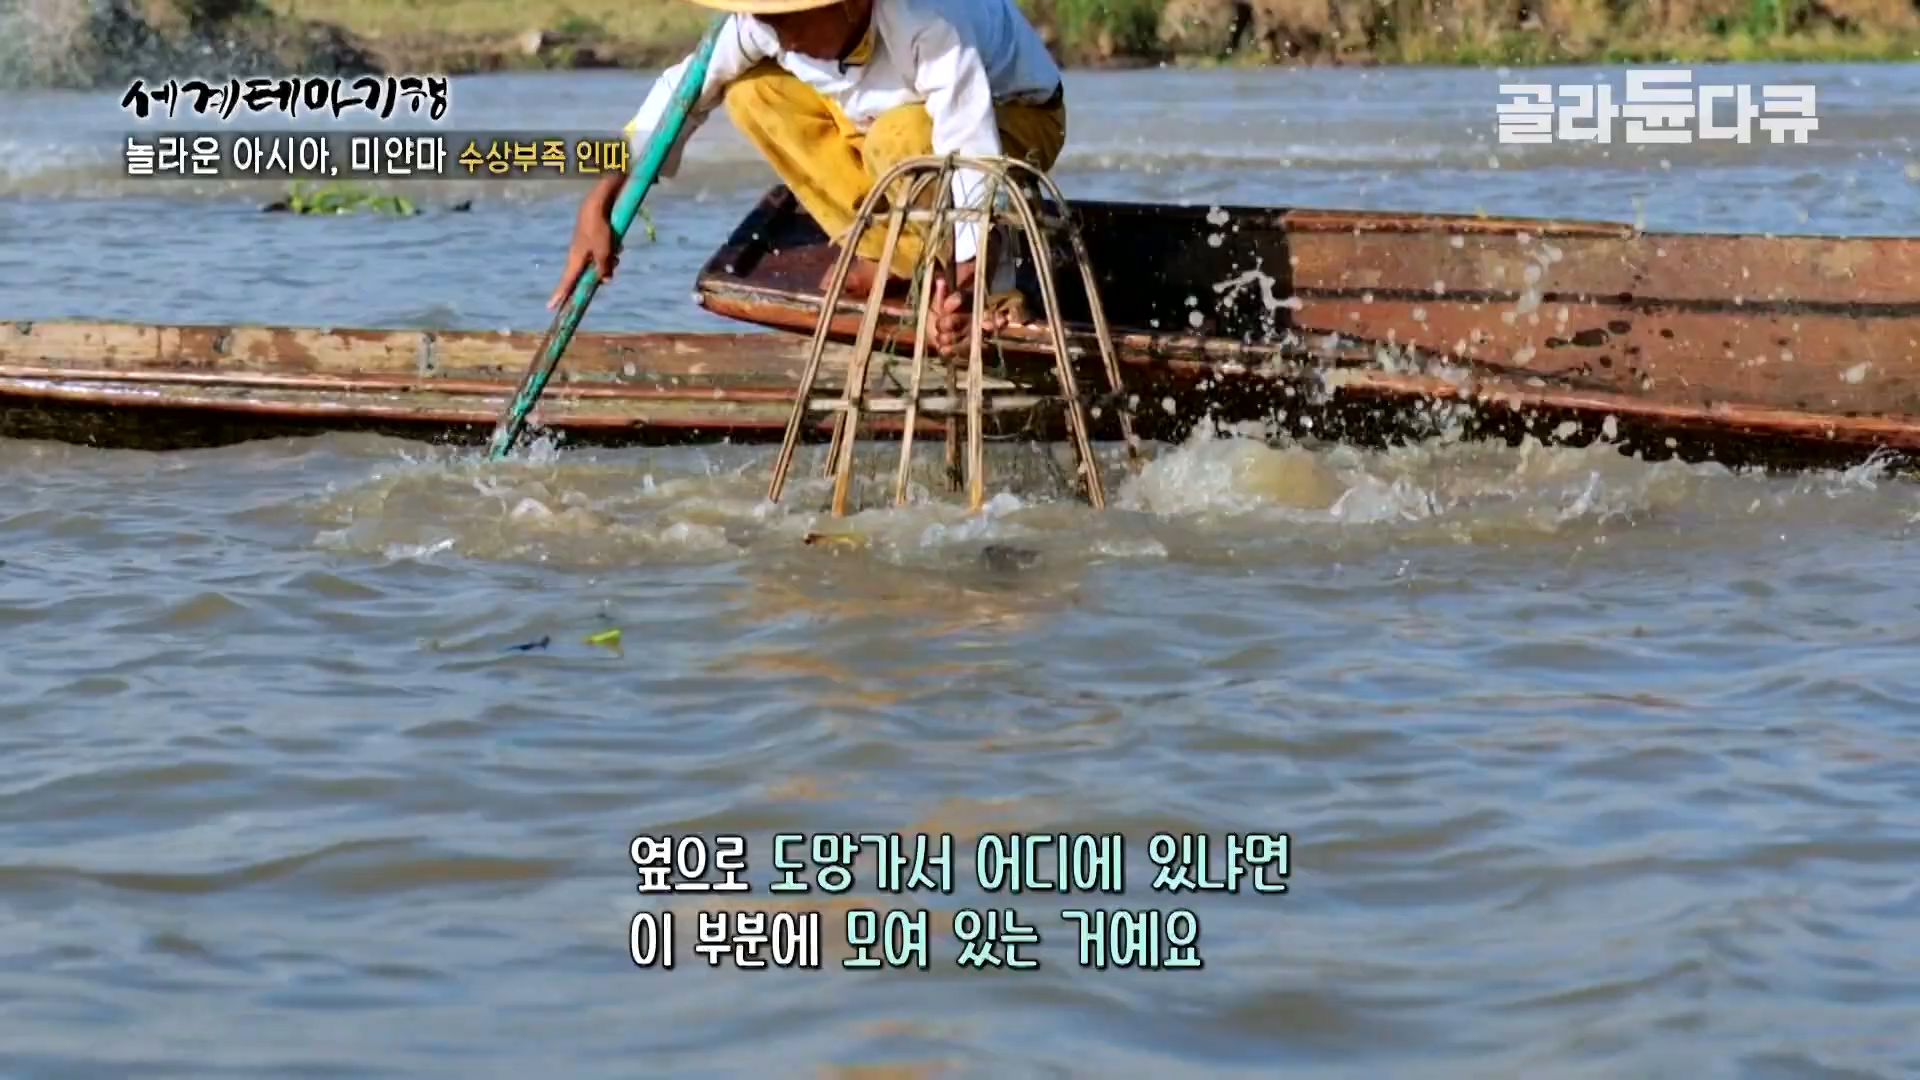 세계테마기행
놀라운 아시아, 미얀마 수상부족 인따
골라듄다큐
옆으로 도망가서 어디에 있냐면
이 부분에 모여 있는 거예요